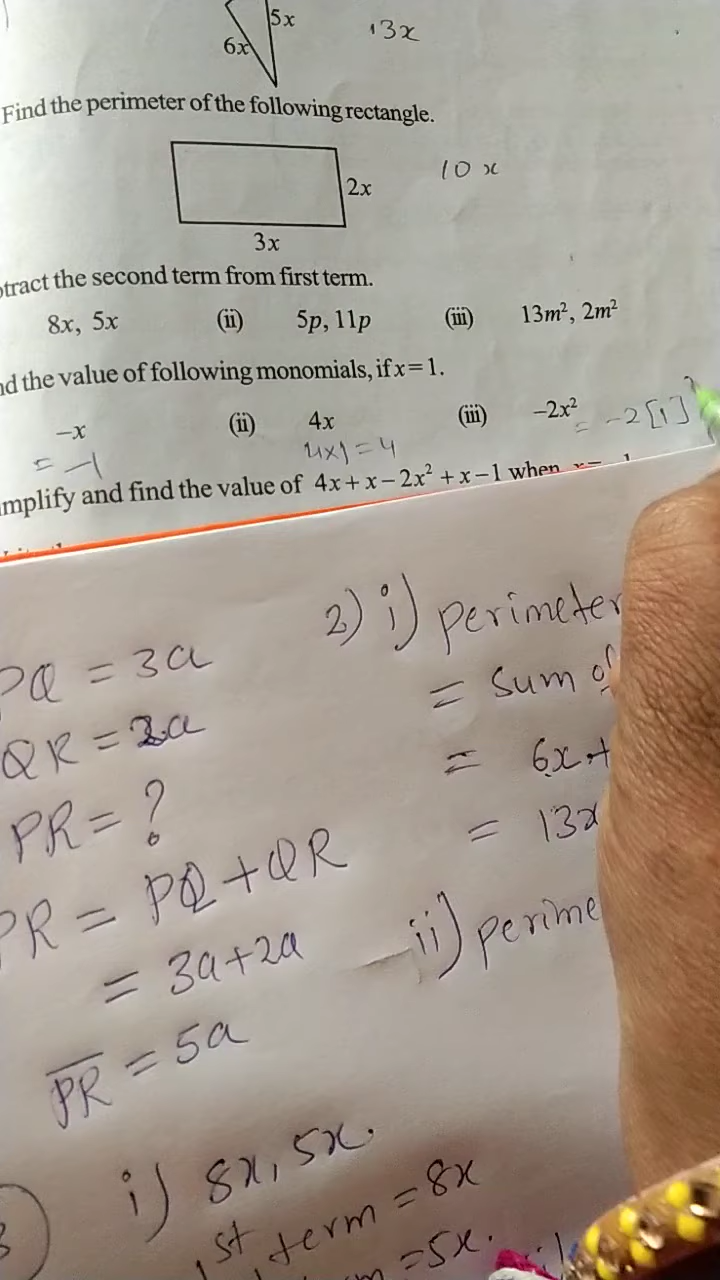 5x
6x
13x
Find the perimeter of the following rectangle.
2x
10 x
3x
tract the second term from first term.
8x, 5x (ii) 5p, 11p (iii) 13m², 2m²
the value of following monomials, if x = 1.
–x (ii) 4x (iii) –2x²
= –1 4x1 = 4 = –2[1]
and find the value of 4x + x – 2x² + x – 1 when
PQ = 3a
QR = 2a
PR = ?
PR = PQ + QR
= 3a+2a
PR = 5a
2) i) perimeter
= sum of
= 6x+
= 13x
ii) perime
i) 8x, 5x.
1st term = 8x
= 5x.